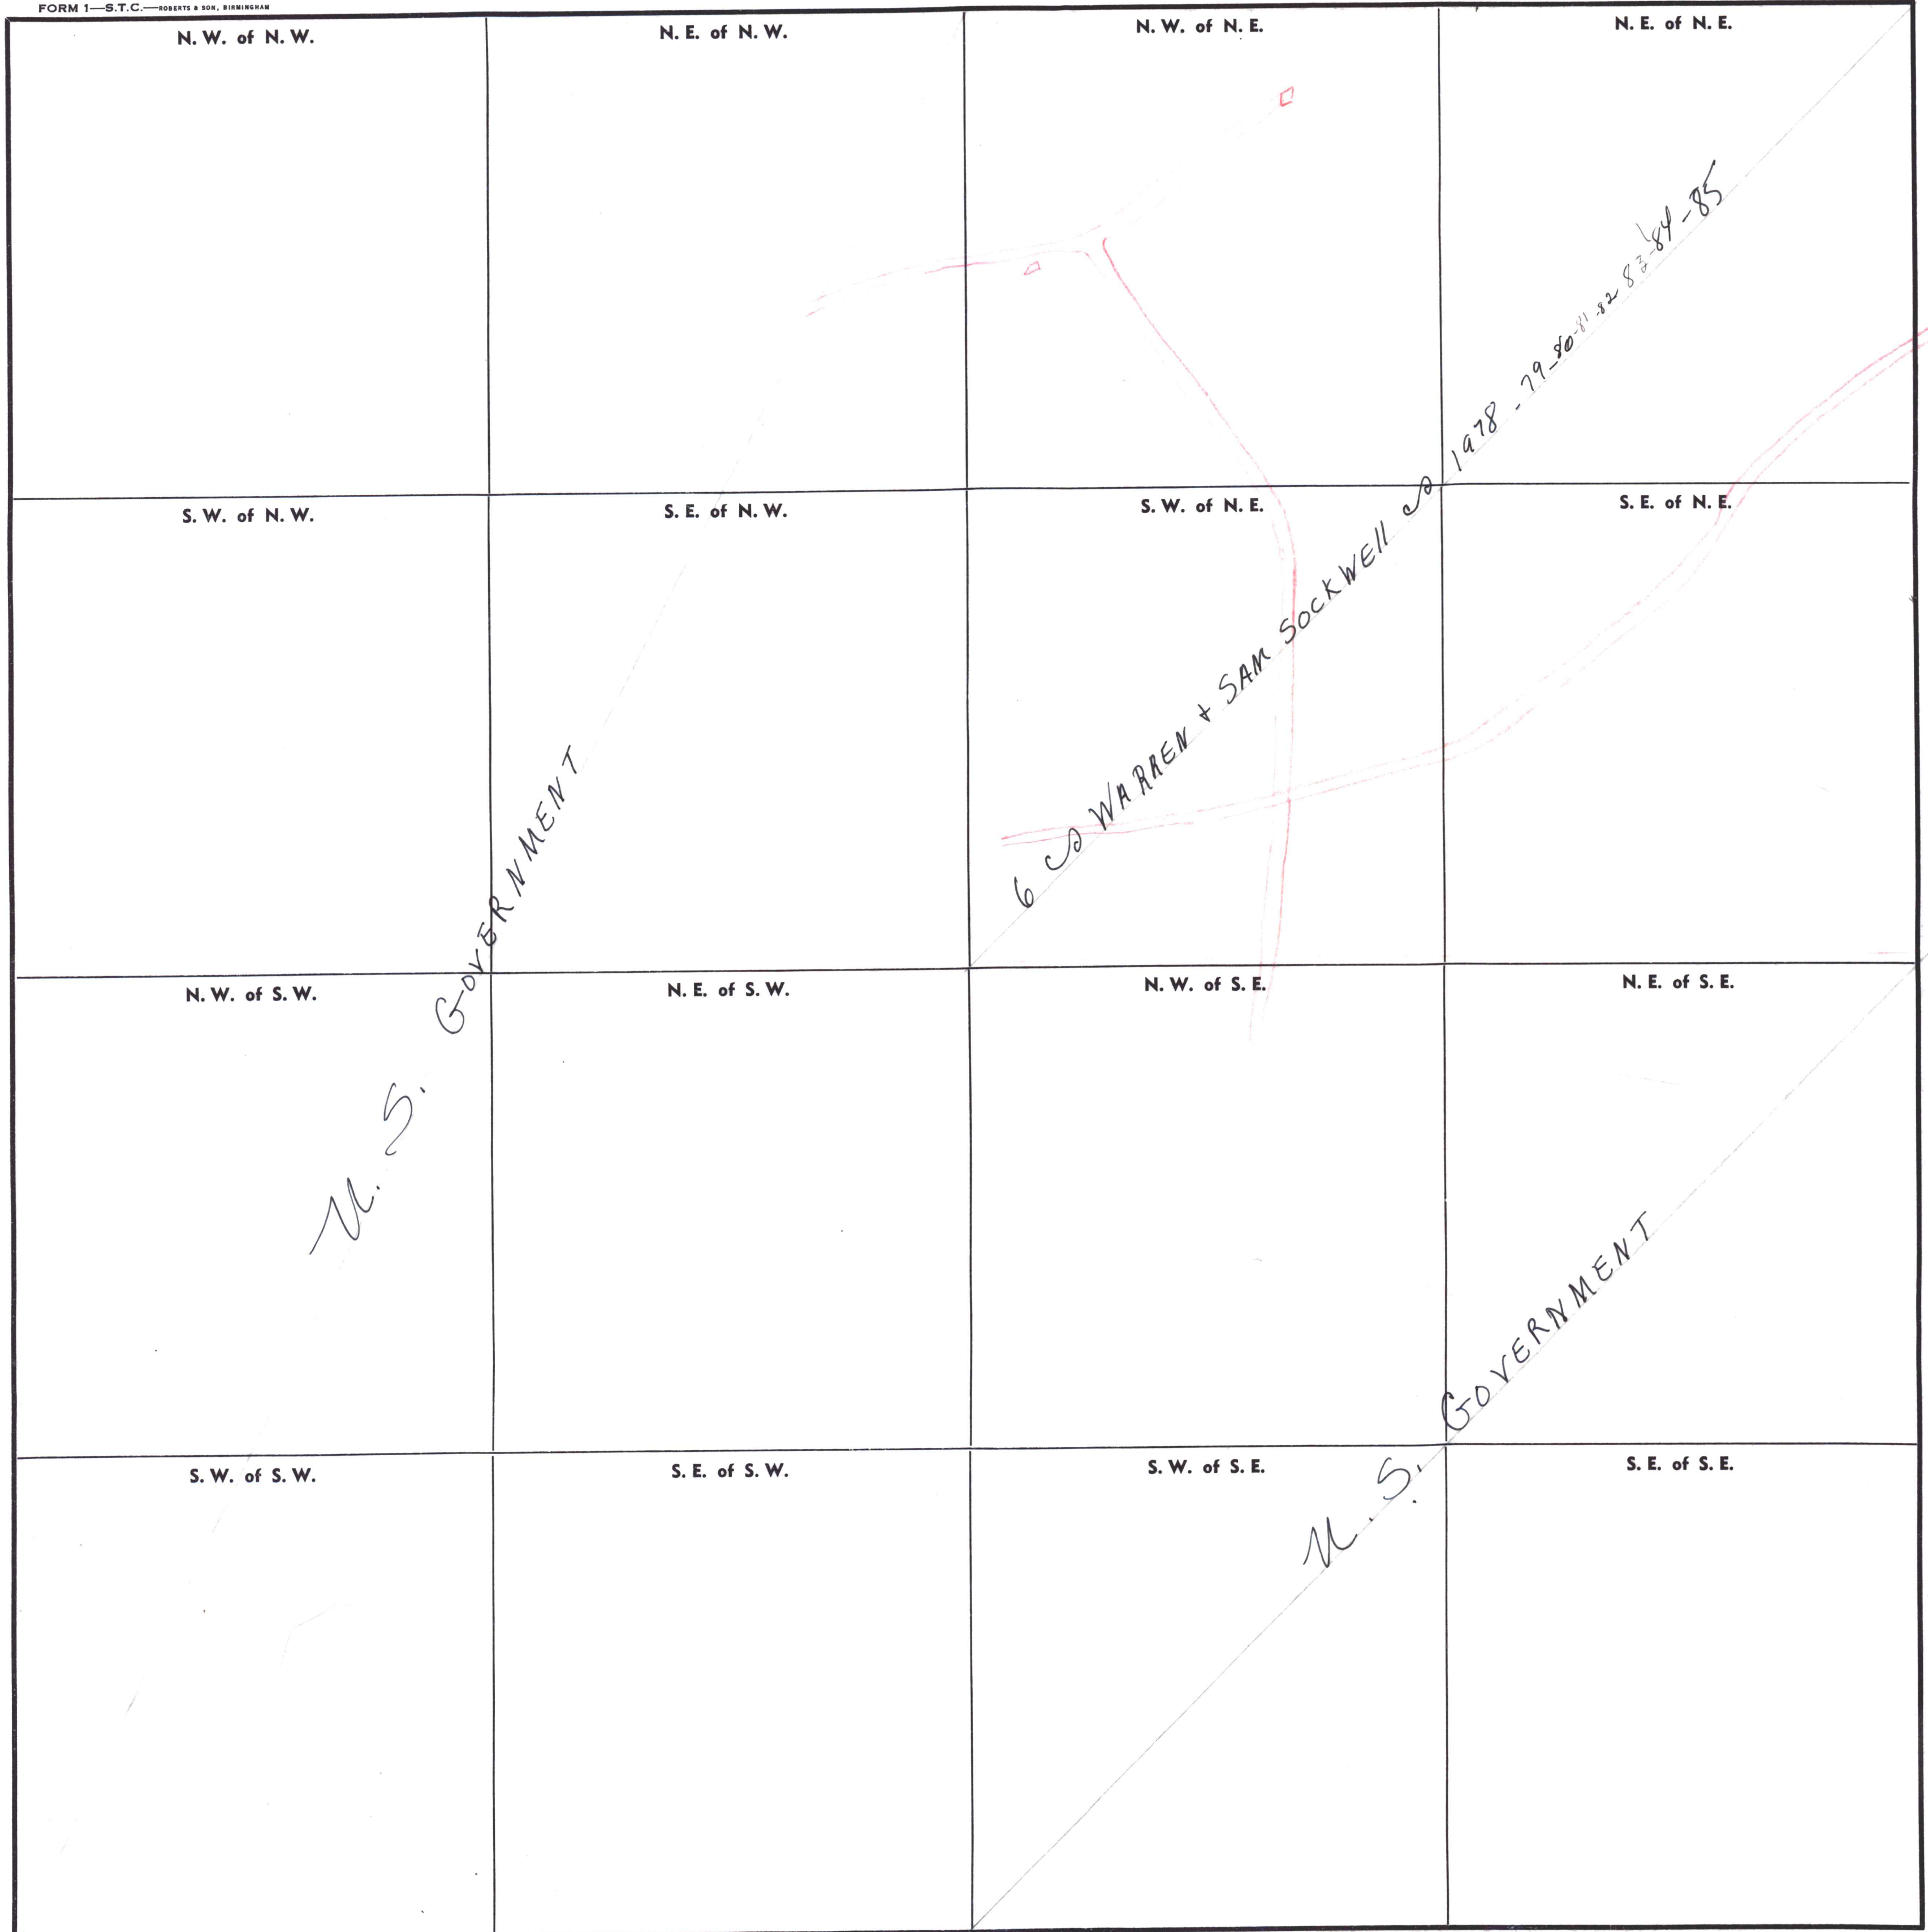 FORM 1—S.T.C.—ROBERTS & SON, BIRMINGHAM
N. W. of N. W.
N. E. of N. W.
N. W. of N. E.
N. E. of N. E.
S. W. of N. W.
S. E. of N. W.
S. W. of N. E.
S. E. of N. E.
6 WARREN + SAM SOCKWELL 1978 - 79-80-81-82 83-'84-85
U. S. GOVERNMENT
N. W. of S. W.
N. E. of S. W.
N. W. of S. E.
N. E. of S. E.
U. S. GOVERNMENT
S. W. of S. W.
S. E. of S. W.
S. W. of S. E.
S. E. of S. E.